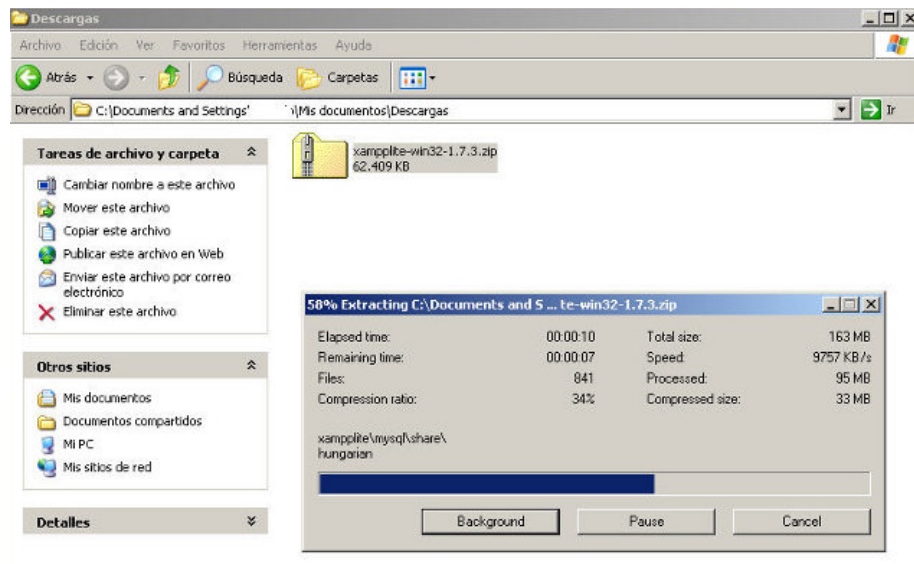 Descargas
Archivo Edición Ver Favoritos Herramientas Ayuda
Atrás Búsqueda Carpetas
Dirección C:\Documents and Settings' \Mis documentos\Descargas Ir
Tareas de archivo y carpeta
Cambiar nombre a este archivo
Mover este archivo
Copiar este archivo
Publicar este archivo en Web
Enviar este archivo por correo
electrónico
Eliminar este archivo
Otros sitios
Mis documentos
Documentos compartidos
Mi PC
Mis sitios de red
Detalles
xampplite-win32-1.7.3.zip
62.409 KB
58% Extracting C:\Documents and S ... te-win32-1.7.3.zip
Elapsed time: 00:00:10 Total size: 163 MB
Remaining time: 00:00:07 Speed: 9757 KB/s
Files: 841 Processed: 95 MB
Compression ratio: 34% Compressed size: 33 MB
xampplite\mysql\share\
hungarian
Background Pause Cancel